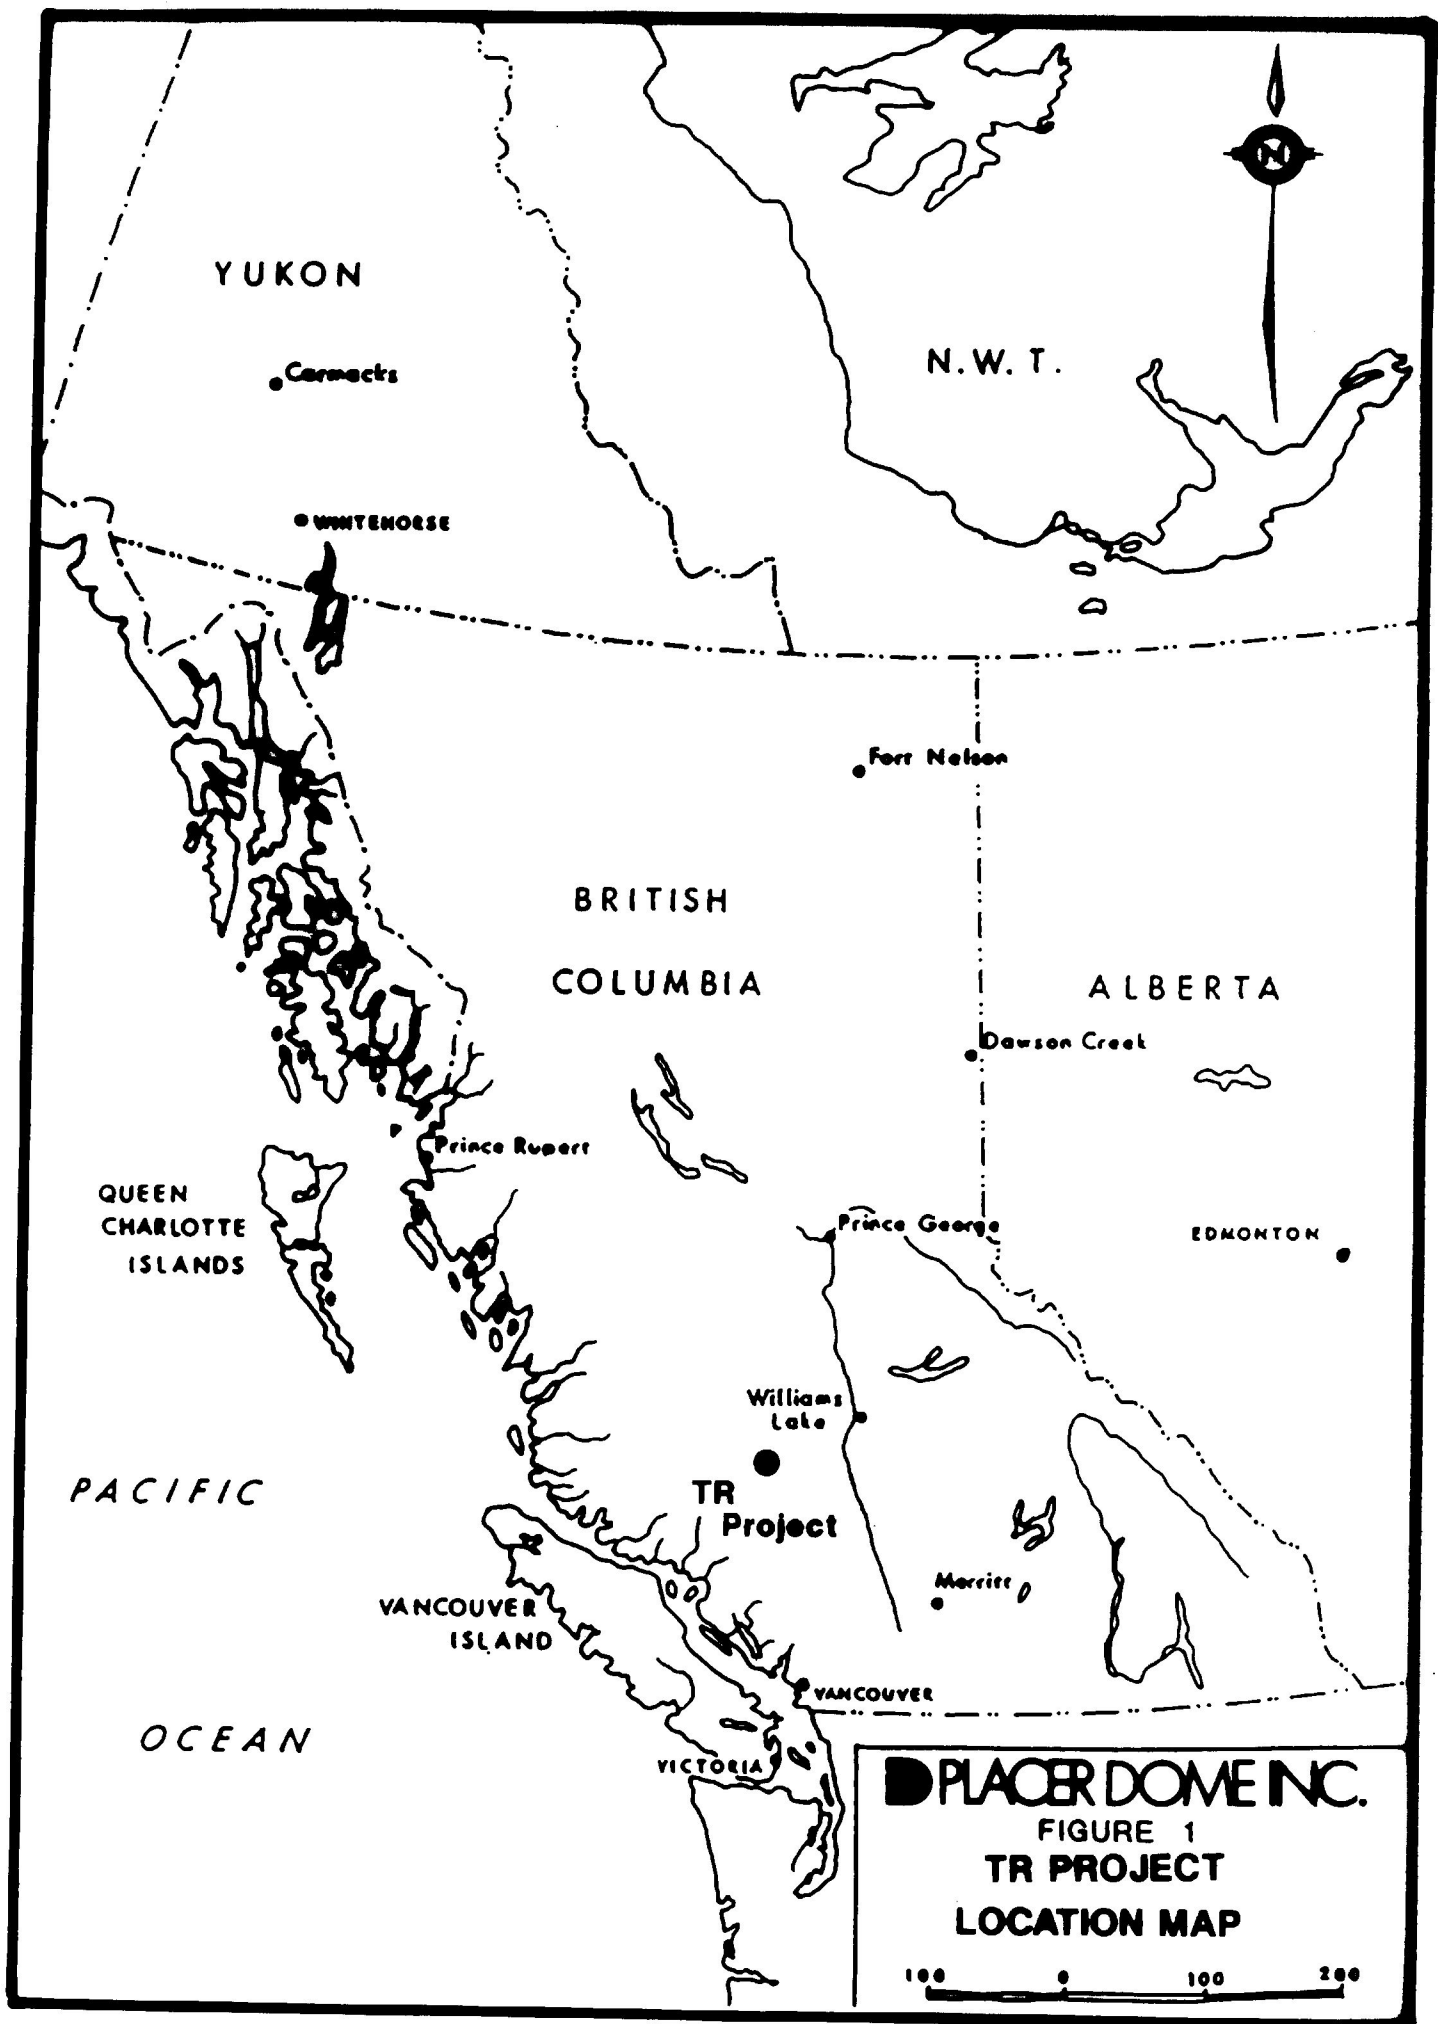 N
YUKON
N.W.T.
Carmacks
WHITEHORSE
Fort Nelson
BRITISH
COLUMBIA
ALBERTA
Dawson Creek
Prince Rupert
QUEEN
CHARLOTTE
ISLANDS
Prince George
EDMONTON
Williams
Lake
PACIFIC
TR
Project
Merritt
VANCOUVER
ISLAND
VANCOUVER
OCEAN
VICTORIA
PLACER DOME INC.
FIGURE 1
TR PROJECT
LOCATION MAP
100 0 100 200